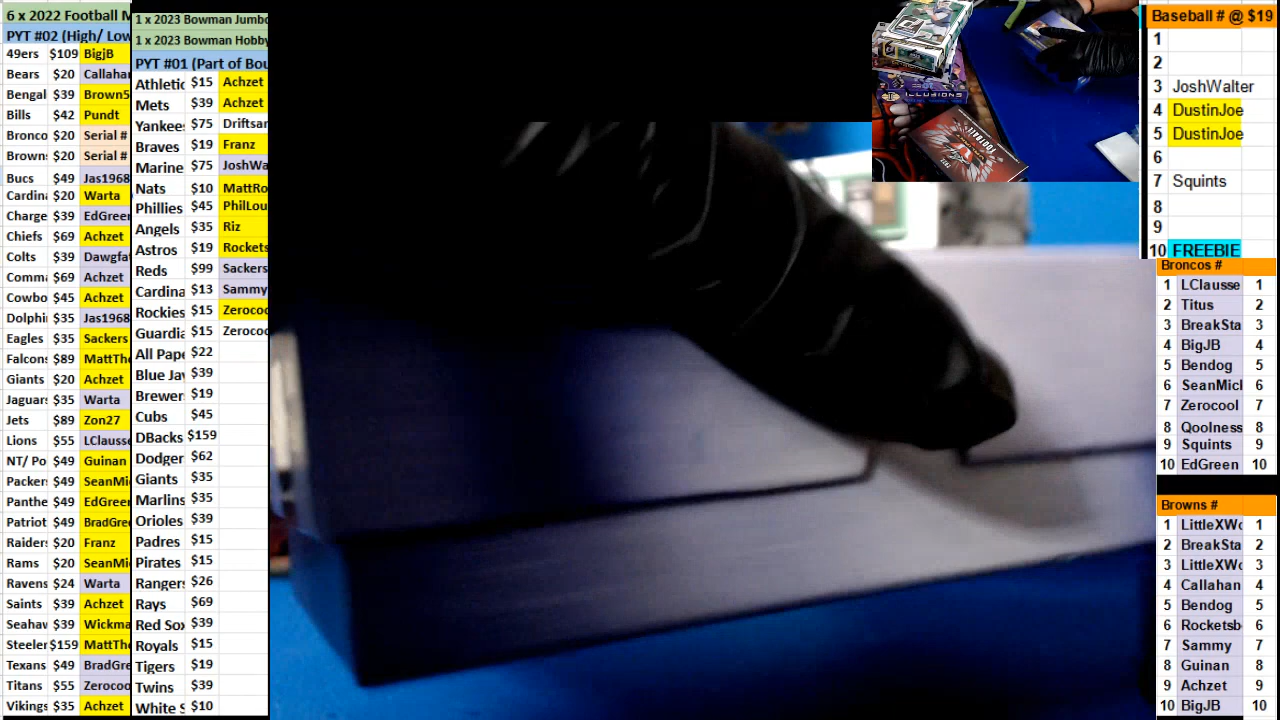 6 x 2022 Football M
PYT #02 (High/ Low
49ers $109 BigjB
Bears $20 Callahar
Bengal $39 Brown5
Bills $42 Pundt
Bronco $20 Serial #
Brown: $20 Serial #
Bucs $49 Jas1968
Cardina $20 Warta
Charge $39 EdGreer
Chiefs $69 Achzet
Colts $39 Dawgfa
Comma $69 Achzet
Cowbo $45 Achzet
Dolphi $35 Jas1968
Eagles $35 Sackers
Falcons $89 MattTh
Giants $20 Achzet
Jaguar $35 Warta
Jets $89 Zon27
Lions $55 LClausse
NT/ Po $49 Guinan
Packer $49 SeanMi
Panthe $49 EdGreer
Patriot $49 BradGre
Raider $20 Franz
Rams $20 SeanMi
Ravens $24 Warta
Saints $39 Achzet
Seahav $39 Wickma
Steeler $159 MattTh
Texans $49 BradGre
Titans $55 Zerocoo
Vikings $35 Achzet
1 x 2023 Bowman Jumbo
1 x 2023 Bowman Hobby
PYT #01 (Part of Bou
Athletic $15 Achzet
Mets $39 Achzet
Yankee $75 Driftsar
Braves $19 Franz
Marine $75 JoshWa
Nats $10 MattRo
Phillies $45 PhilLou
Angels $35 Riz
Astros $19 Rockets
Reds $99 Sackers
Cardina $13 Sammy
Rockies $15 Zerocoo
Guardia $15 Zerocoo
All Pape $22
Blue Jay $39
Brewer $19
Cubs $45
DBacks $159
Dodger $62
Giants $35
Marlins $35
Orioles $39
Padres $15
Pirates $15
Ranger $26
Rays $69
Red Sox $39
Royals $15
Tigers $19
Twins $39
White S $10
ILLUSIONS
FOOTBALL
Baseball # @ $19
1
2
3 JoshWalter
4 DustinJoe
5 DustinJoe
6
7 Squints
8
9
10 FREEBIE
Broncos #
1 LClausse 1
2 Titus 2
3 BreakSta 3
4 BigJB 4
5 Bendog 5
6 SeanMicl 6
7 Zerocool 7
8 Qoolness 8
9 Squints 9
10 EdGreen 10
Browns #
1 LittleXWc 1
2 BreakSta 2
3 LittleXWc 3
4 Callahan 4
5 Bendog 5
6 Rocketsb 6
7 Sammy 7
8 Guinan 8
9 Achzet 9
10 BigJB 10